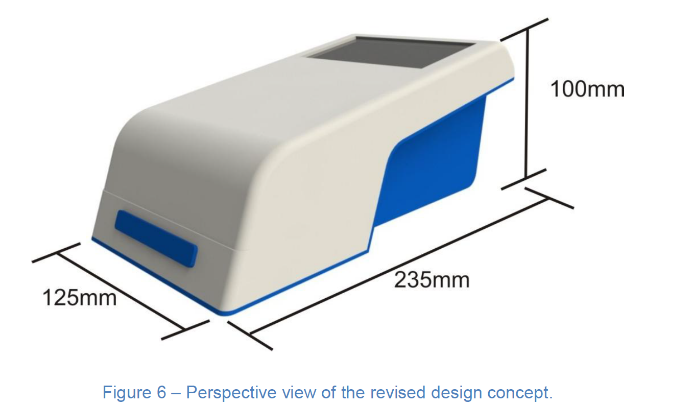 100mm
235mm
125mm
Figure 6 – Perspective view of the revised design concept.